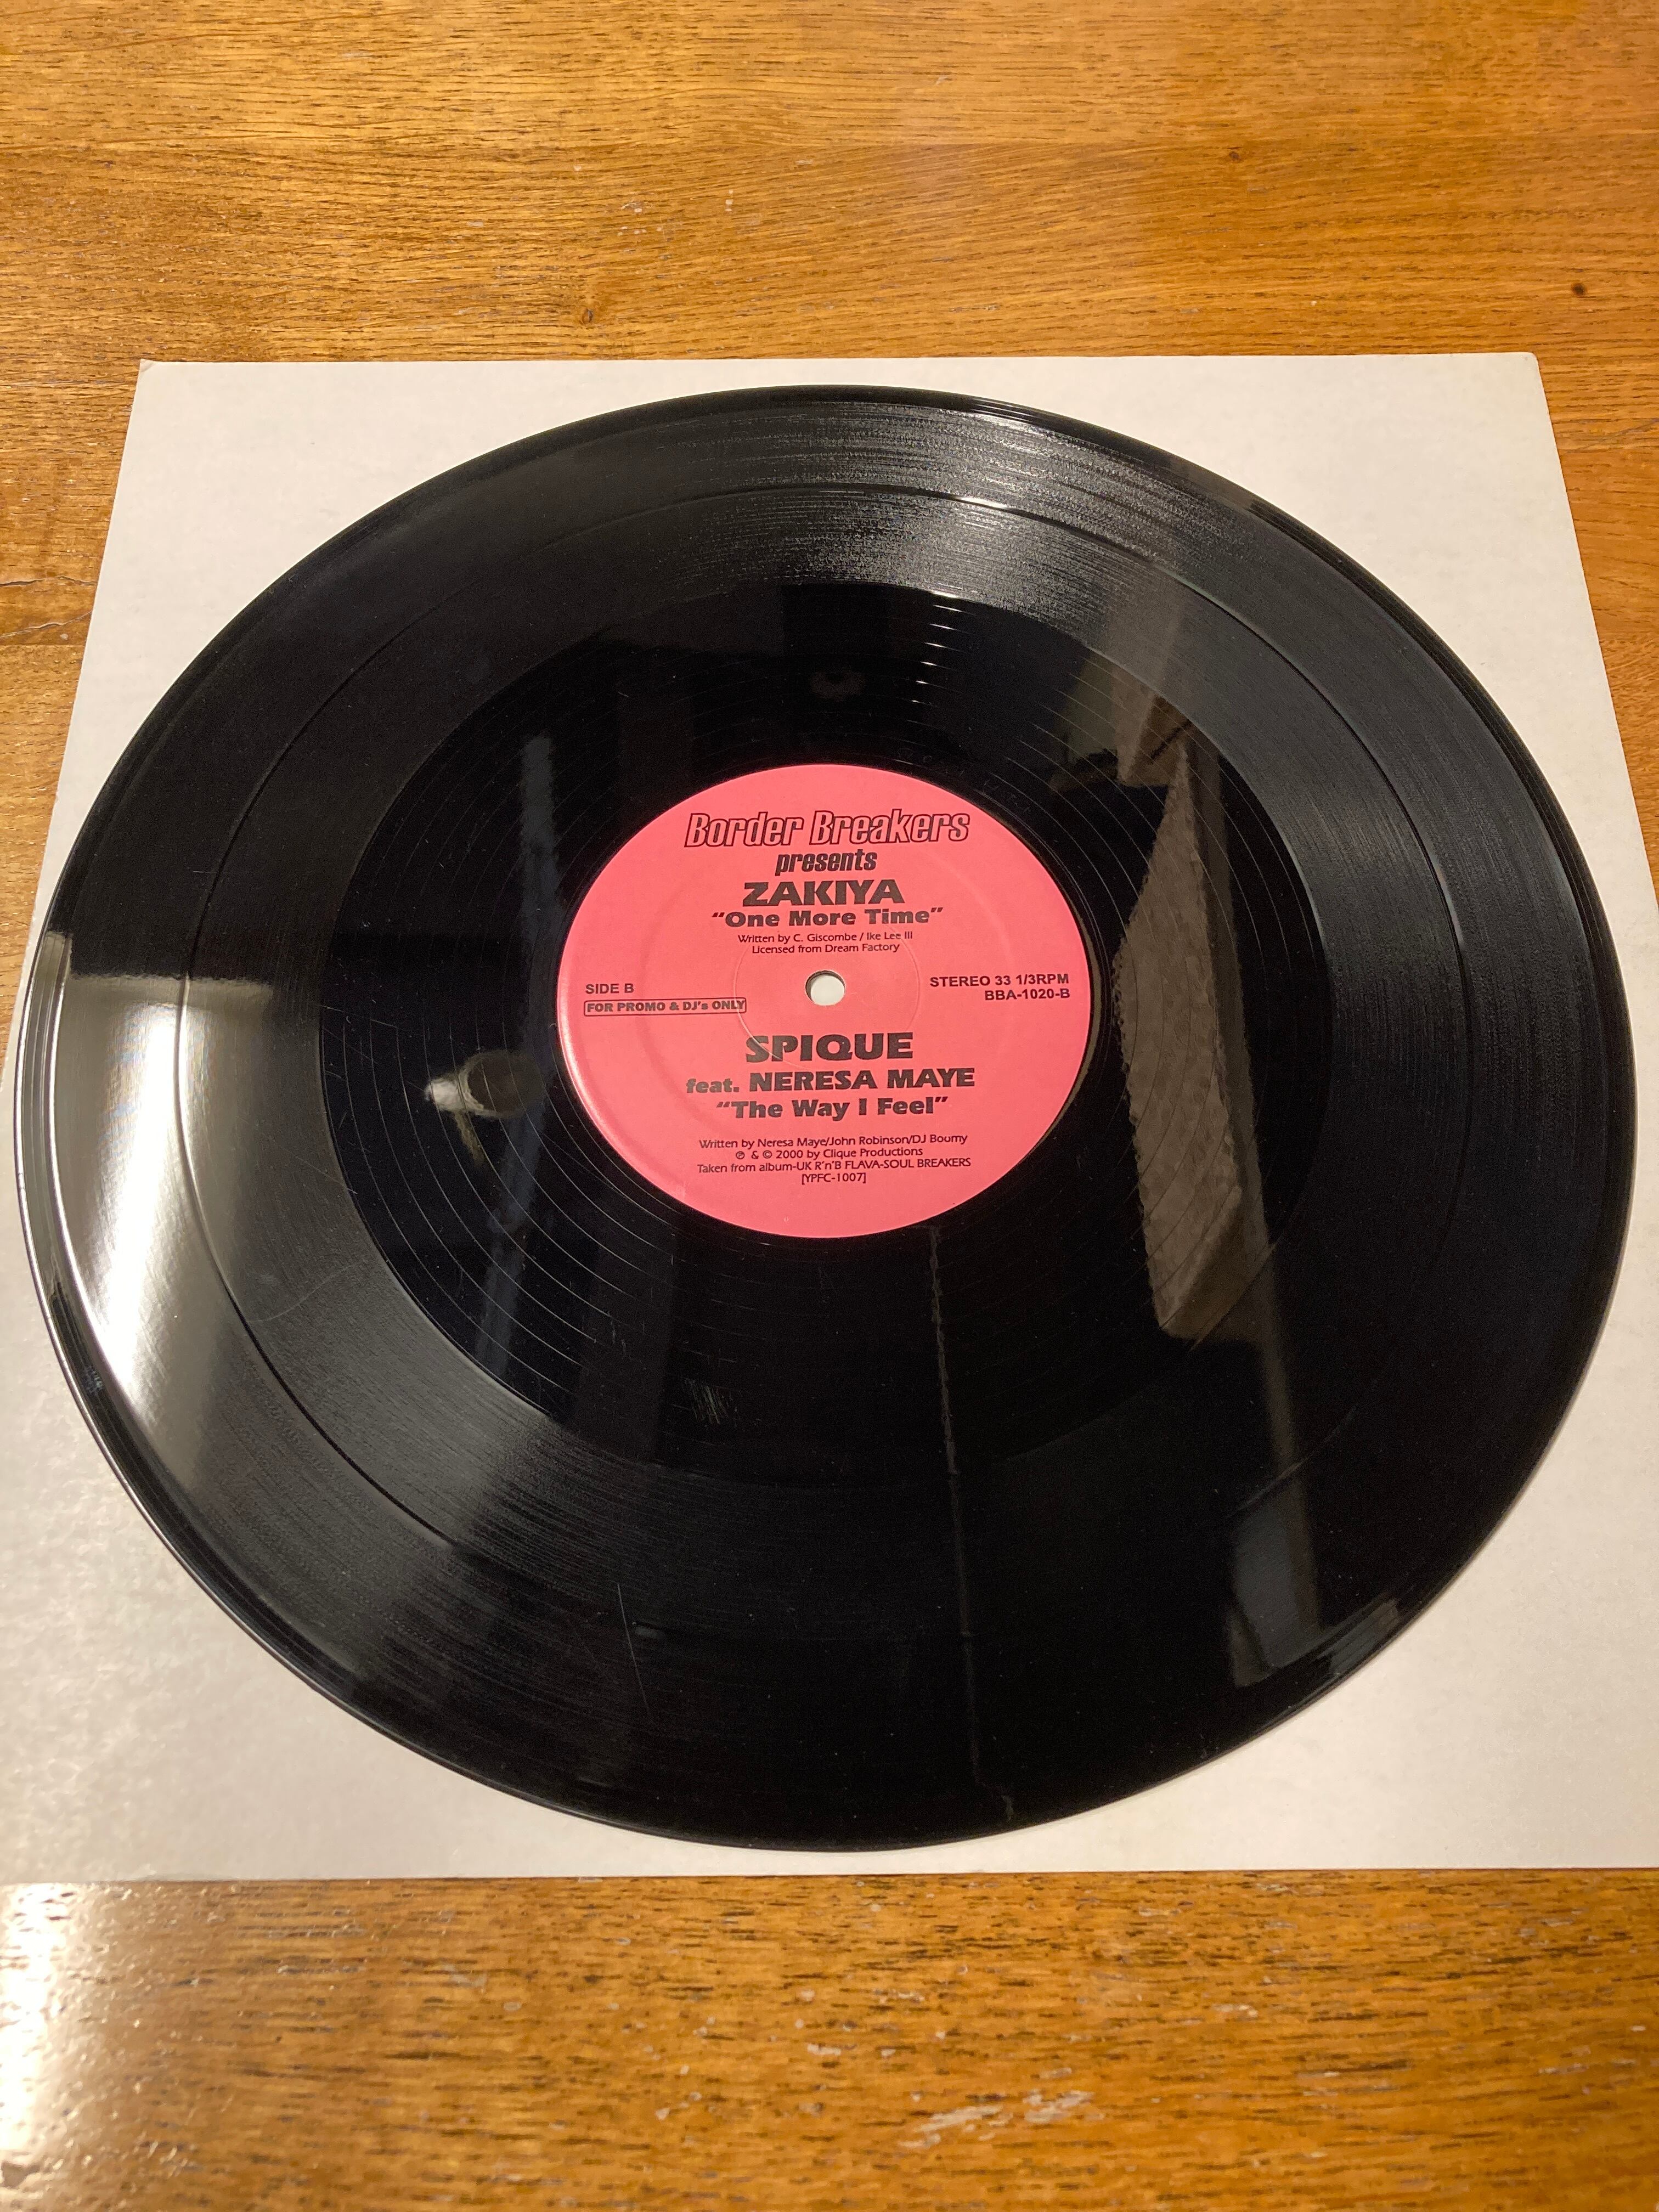 Border Breakers
presents
ZAKIYA
"One More Time"
Written by C. Giscombe / Ike Lee III
Licensed from Dream Factory
SIDE B
FOR PROMO & DJ's ONLY
STEREO 33 1/3RPM
BBA-1020-B
SPIQUE
feat. NERESA MAYE
"The Way I Feel"
Written by Neresa Maye/John Robinson/DJ Boumy
℗ & © 2000 by Clique Productions
Taken from album-UK R'n'B FLAVA-SOUL BREAKERS
[YPFC-1007]